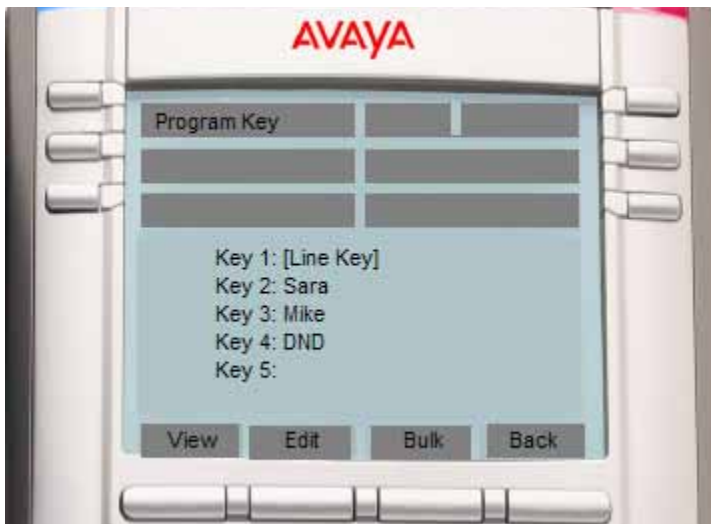 AVAYA
Program Key
Key 1: [Line Key]
Key 2: Sara
Key 3: Mike
Key 4: DND
Key 5:
View Edit Bulk Back